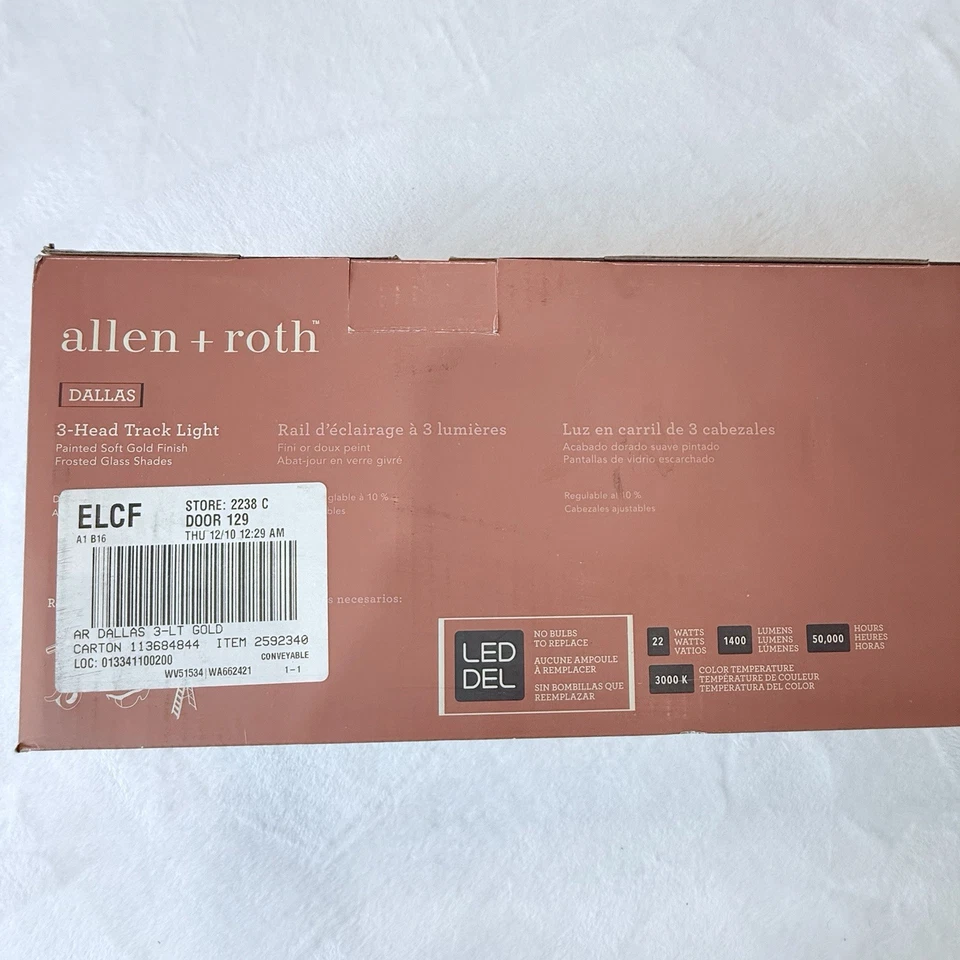 allen + roth™
DALLAS
3-Head Track Light
Painted Soft Gold Finish
Frosted Glass Shades
Rail d'éclairage à 3 lumières
Fini or doux peint
Abat-jour en verre givré
glable à 10 %
bles
Luz en carril de 3 cabezales
Acabado dorado suave pintado
Pantallas de vidrio escarchado
Regulable al 10 %
Cabezales ajustables
D
A
ELCF
A1 B16
STORE: 2238 C
DOOR 129
THU 12/10 12:29 AM
AR DALLAS 3-LT GOLD
CARTON 113684844 ITEM 2592340
LOC: 013341100200
CONVEYABLE
WV51534 | WA662421
1-1
R
s necesarios:
LED
DEL
NO BULBS
TO REPLACE
AUCUNE AMPOULE
À REMPLACER
SIN BOMBILLAS QUE
REEMPLAZAR
22
WATTS
WATTS
VATIOS
1400
LUMENS
LUMENS
LÚMENES
50,000
HOURS
HEURES
HORAS
3000 K
COLOR TEMPERATURE
TEMPÉRATURE DE COULEUR
TEMPERATURA DEL COLOR